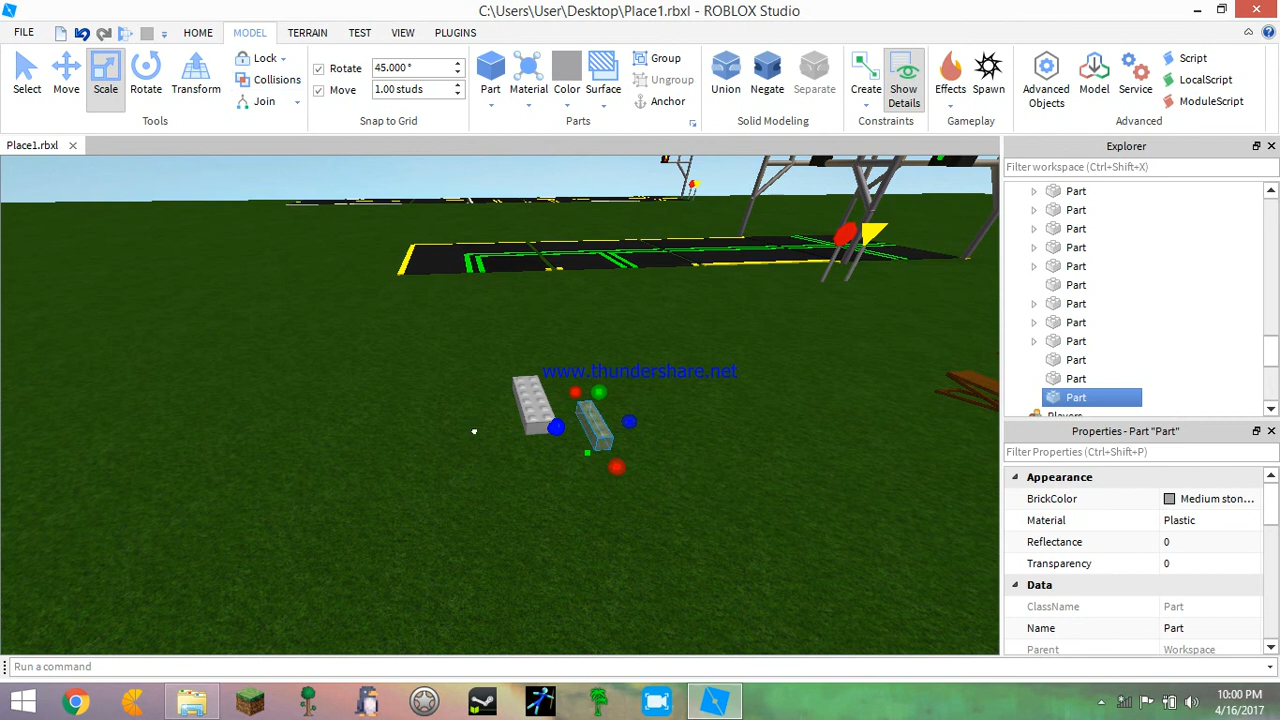 C:\Users\User\Desktop\Place1.rbxl - ROBLOX Studio
FILE HOME MODEL TERRAIN TEST VIEW PLUGINS
Select Move Scale Rotate Transform
Lock
Collisions
Join
Tools
Rotate 45.000 °
Move 1.00 studs
Snap to Grid
Part Material Color Surface
Group
Ungroup
Anchor
Parts
Union Negate Separate
Solid Modeling
Create Show Details
Constraints
Effects Spawn
Gameplay
Advanced Objects Model Service
Script
LocalScript
ModuleScript
Advanced
Place1.rbxl
www.thundershare.net
Explorer
Filter workspace (Ctrl+Shift+X)
Part
Part
Part
Part
Part
Part
Part
Part
Part
Part
Part
Part
Players
Properties - Part "Part"
Filter Properties (Ctrl+Shift+P)
Appearance
BrickColor Medium ston...
Material Plastic
Reflectance 0
Transparency 0
Data
ClassName Part
Name Part
Parent Workspace
Run a command
10:00 PM
4/16/2017